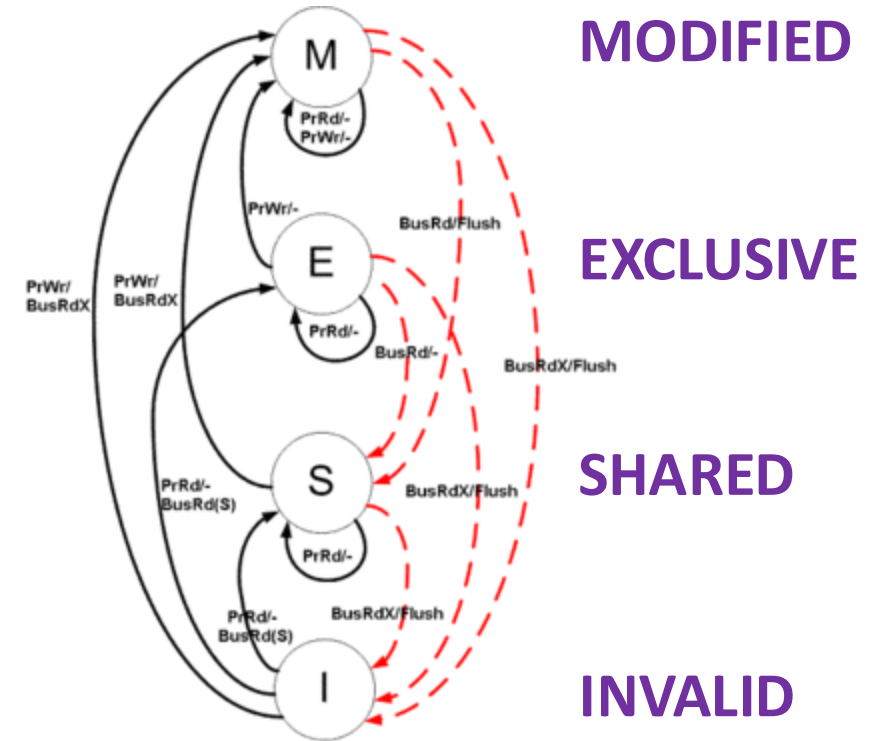 M
MODIFIED
PrRd/-
PrWr/-
PrWr/-
BusRd/Flush
E
EXCLUSIVE
PrWr/
BusRdX
PrWr/
BusRdX
PrRd/-
BusRd/-
BusRdX/Flush
S
SHARED
PrRd/-
BusRd(S)
BusRdX/Flush
PrRd/-
PrRd/-
BusRd(S)
BusRdX/Flush
I
INVALID